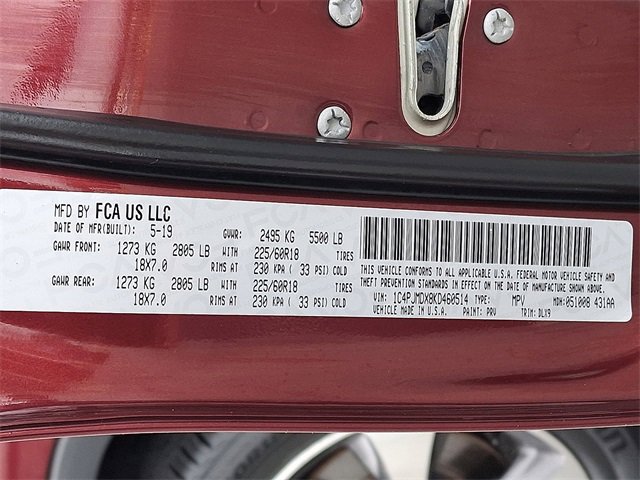 MFD BY FCA US LLC
DATE OF MFR(BUILT): 5-19 GVWR: 2495 KG 5500 LB
GAWR FRONT: 1273 KG 2805 LB WITH 225/60R18 TIRES
18X7.0 RIMS AT 230 KPA ( 33 PSI) COLD
GAWR REAR: 1273 KG 2805 LB WITH 225/60R18 TIRES
18X7.0 RIMS AT 230 KPA ( 33 PSI) COLD
THIS VEHICLE CONFORMS TO ALL APPLICABLE U.S.A. FEDERAL MOTOR VEHICLE SAFETY AND
THEFT PREVENTION STANDARDS IN EFFECT ON THE DATE OF MANUFACTURE SHOWN ABOVE.
VIN: 1C4PJMDX8KD460514 TYPE: MPV MDH:051008 431AA
VEHICLE MADE IN U.S.A. PAINT: PRV TRIM: DLX9